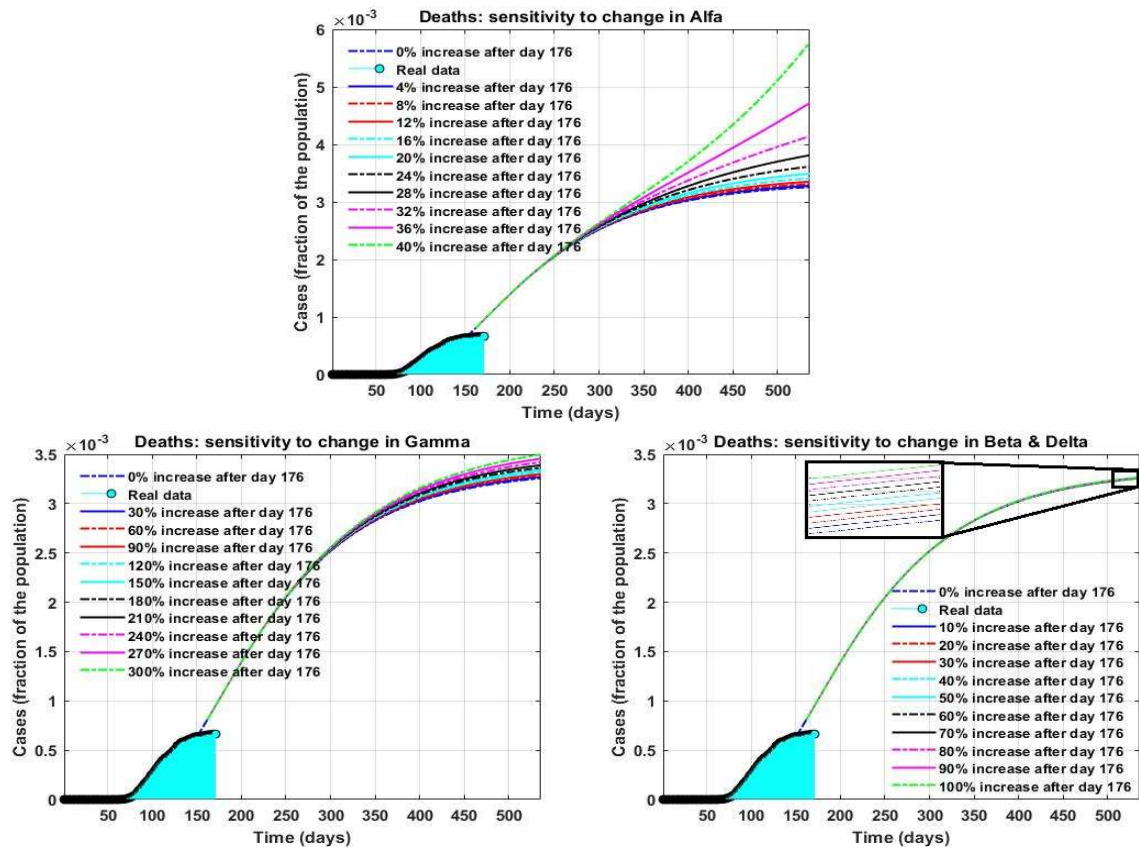 Deaths: sensitivity to change in Alfa
×10⁻³
Cases (fraction of the population)
6
5
4
3
2
1
0
0% increase after day 176
Real data
4% increase after day 176
8% increase after day 176
12% increase after day 176
16% increase after day 176
20% increase after day 176
24% increase after day 176
28% increase after day 176
32% increase after day 176
36% increase after day 176
40% increase after day 176
50 100 150 200 250 300 350 400 450 500
Time (days)
Deaths: sensitivity to change in Gamma
×10⁻³
Cases (fraction of the population)
3.5
3
2.5
2
1.5
1
0.5
0
0% increase after day 176
Real data
30% increase after day 176
60% increase after day 176
90% increase after day 176
120% increase after day 176
150% increase after day 176
180% increase after day 176
210% increase after day 176
240% increase after day 176
270% increase after day 176
300% increase after day 176
50 100 150 200 250 300 350 400 450 500
Time (days)
×10⁻³ Deaths: sensitivity to change in Beta & Delta
Cases (fraction of the population)
3.5
3
2.5
2
1.5
1
0.5
0
0% increase after day 176
Real data
10% increase after day 176
20% increase after day 176
30% increase after day 176
40% increase after day 176
50% increase after day 176
60% increase after day 176
70% increase after day 176
80% increase after day 176
90% increase after day 176
100% increase after day 176
50 100 150 200 250 300 350 400 450 500
Time (days)